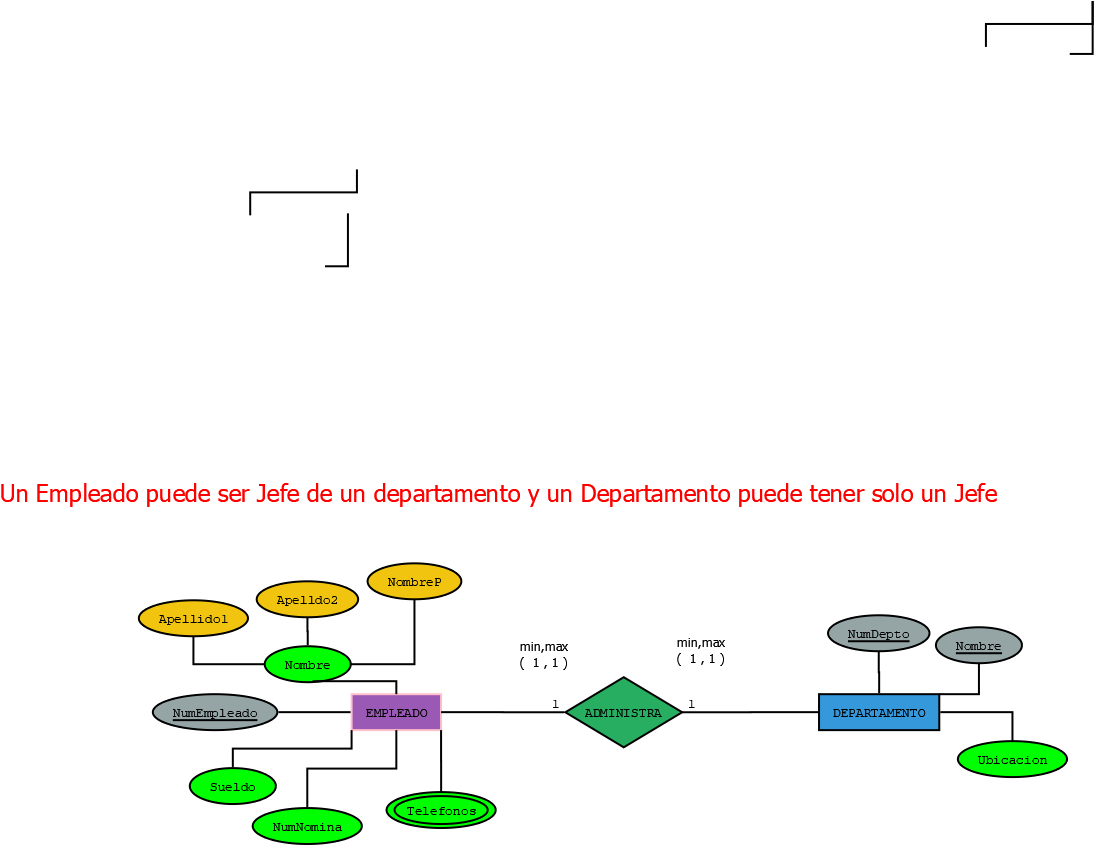 Un Empleado puede ser Jefe de un departamento y un Departamento puede tener solo un Jefe
NombreP
Apelldo2
Apellido1
Nombre
NumEmpleado
EMPLEADO
Sueldo
NumNomina
Telefonos
min,max
( 1 , 1 )
1
ADMINISTRA
min,max
( 1 , 1 )
1
NumDepto
Nombre
DEPARTAMENTO
Ubicacion